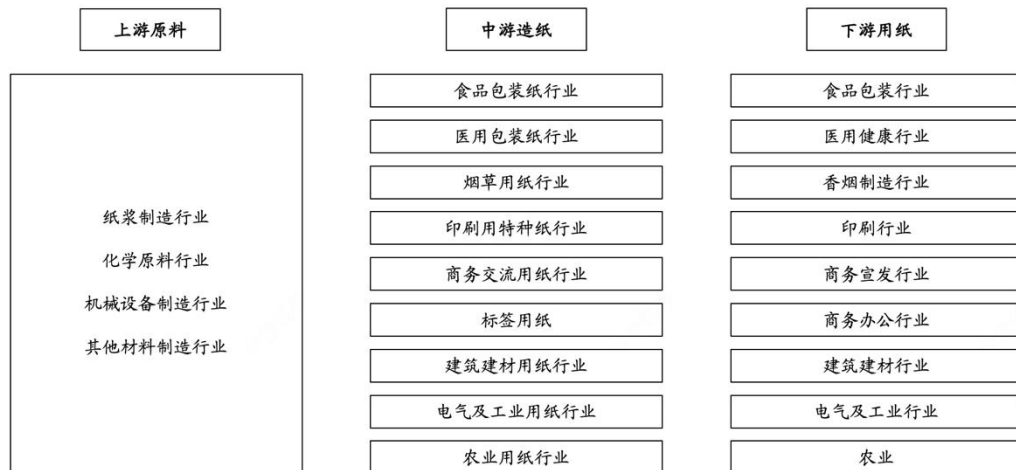 上游原料
中游造纸
下游用纸
纸浆制造行业
化学原料行业
机械设备制造行业
其他材料制造行业
食品包装纸行业
医用包装纸行业
烟草用纸行业
印刷用特种纸行业
商务交流用纸行业
标签用纸
建筑建材用纸行业
电气及工业用纸行业
农业用纸行业
食品包装行业
医用健康行业
香烟制造行业
印刷行业
商务宣发行业
商务办公行业
建筑建材行业
电气及工业行业
农业